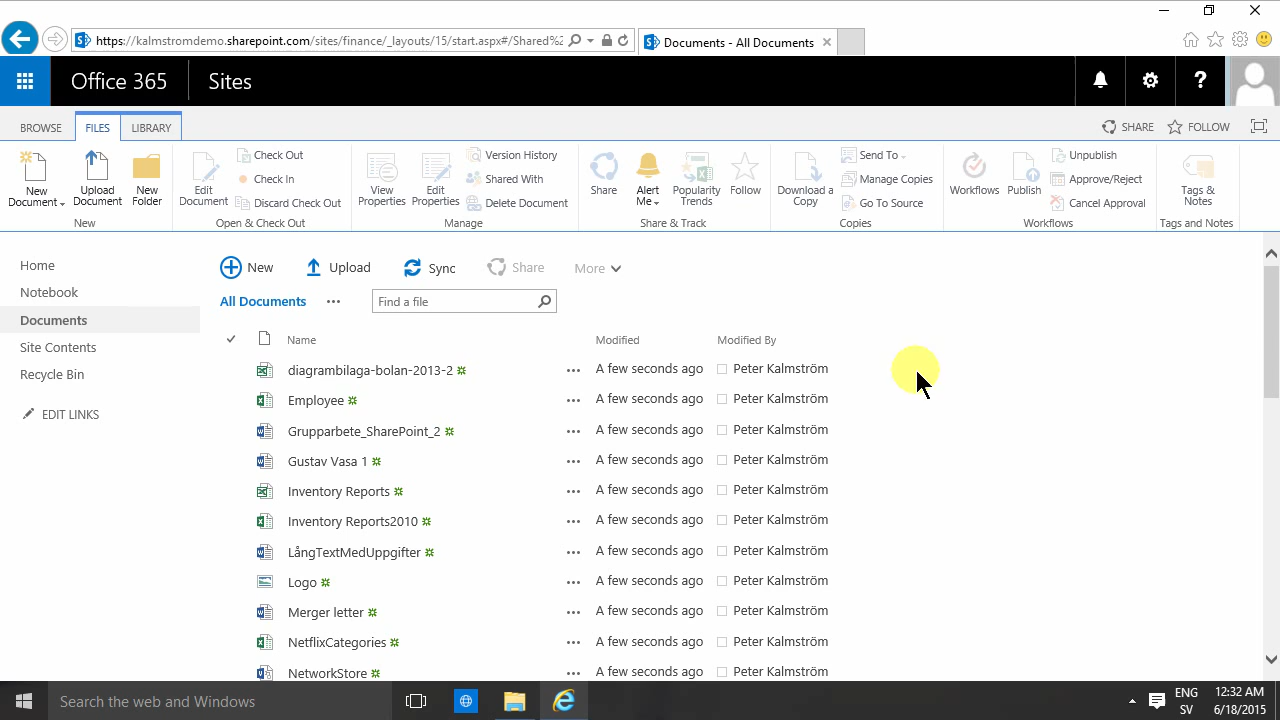 https://kalmstromdemo.sharepoint.com/sites/finance/_layouts/15/start.aspx#/Shared%2
Documents - All Documents
Office 365
Sites
BROWSE
FILES
LIBRARY
SHARE
FOLLOW
New Document
Upload Document
New Folder
New
Edit Document
Check Out
Check In
Discard Check Out
Open & Check Out
View Properties
Edit Properties
Version History
Shared With
Delete Document
Manage
Share
Alert Me
Popularity Trends
Follow
Share & Track
Download a Copy
Send To
Manage Copies
Go To Source
Copies
Workflows
Publish
Unpublish
Approve/Reject
Cancel Approval
Workflows
Tags & Notes
Tags and Notes
Home
Notebook
Documents
Site Contents
Recycle Bin
EDIT LINKS
New
Upload
Sync
Share
More
All Documents
Find a file
Name Modified Modified By
diagrambilaga-bolan-2013-2 A few seconds ago Peter Kalmström
Employee A few seconds ago Peter Kalmström
Grupparbete_SharePoint_2 A few seconds ago Peter Kalmström
Gustav Vasa 1 A few seconds ago Peter Kalmström
Inventory Reports A few seconds ago Peter Kalmström
Inventory Reports2010 A few seconds ago Peter Kalmström
LångTextMedUppgifter A few seconds ago Peter Kalmström
Logo A few seconds ago Peter Kalmström
Merger letter A few seconds ago Peter Kalmström
NetflixCategories A few seconds ago Peter Kalmström
NetworkStore A few seconds ago Peter Kalmström
Search the web and Windows
ENG
SV
12:32 AM
6/18/2015